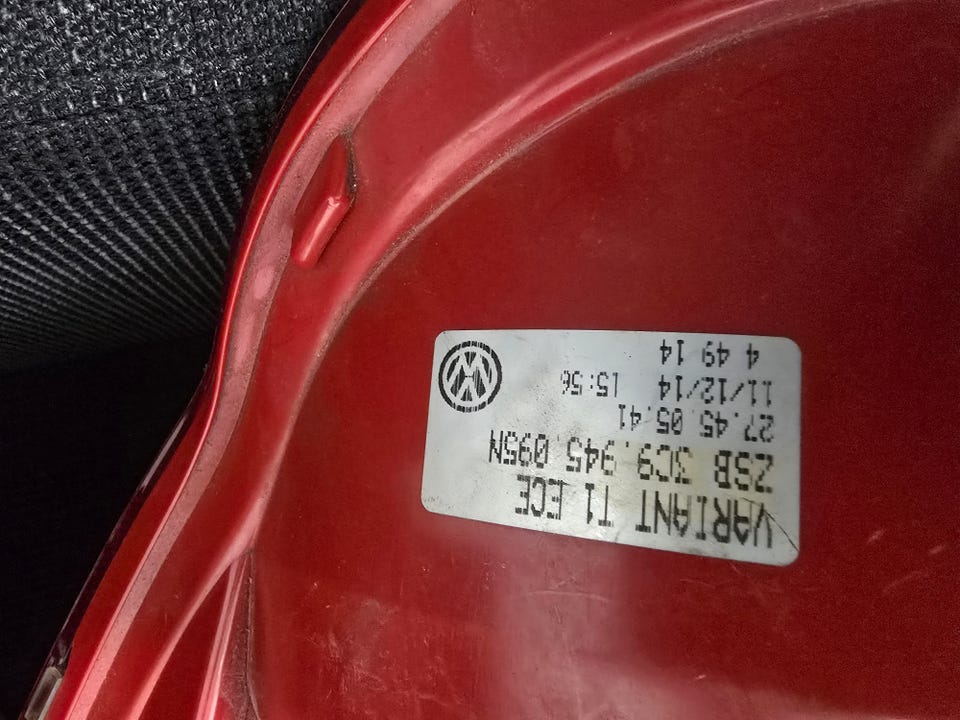 VARIANT T1 ECE
ZSB 3C9.945.095N
27.45.05.41
11/12/14 15:56
4 49 14